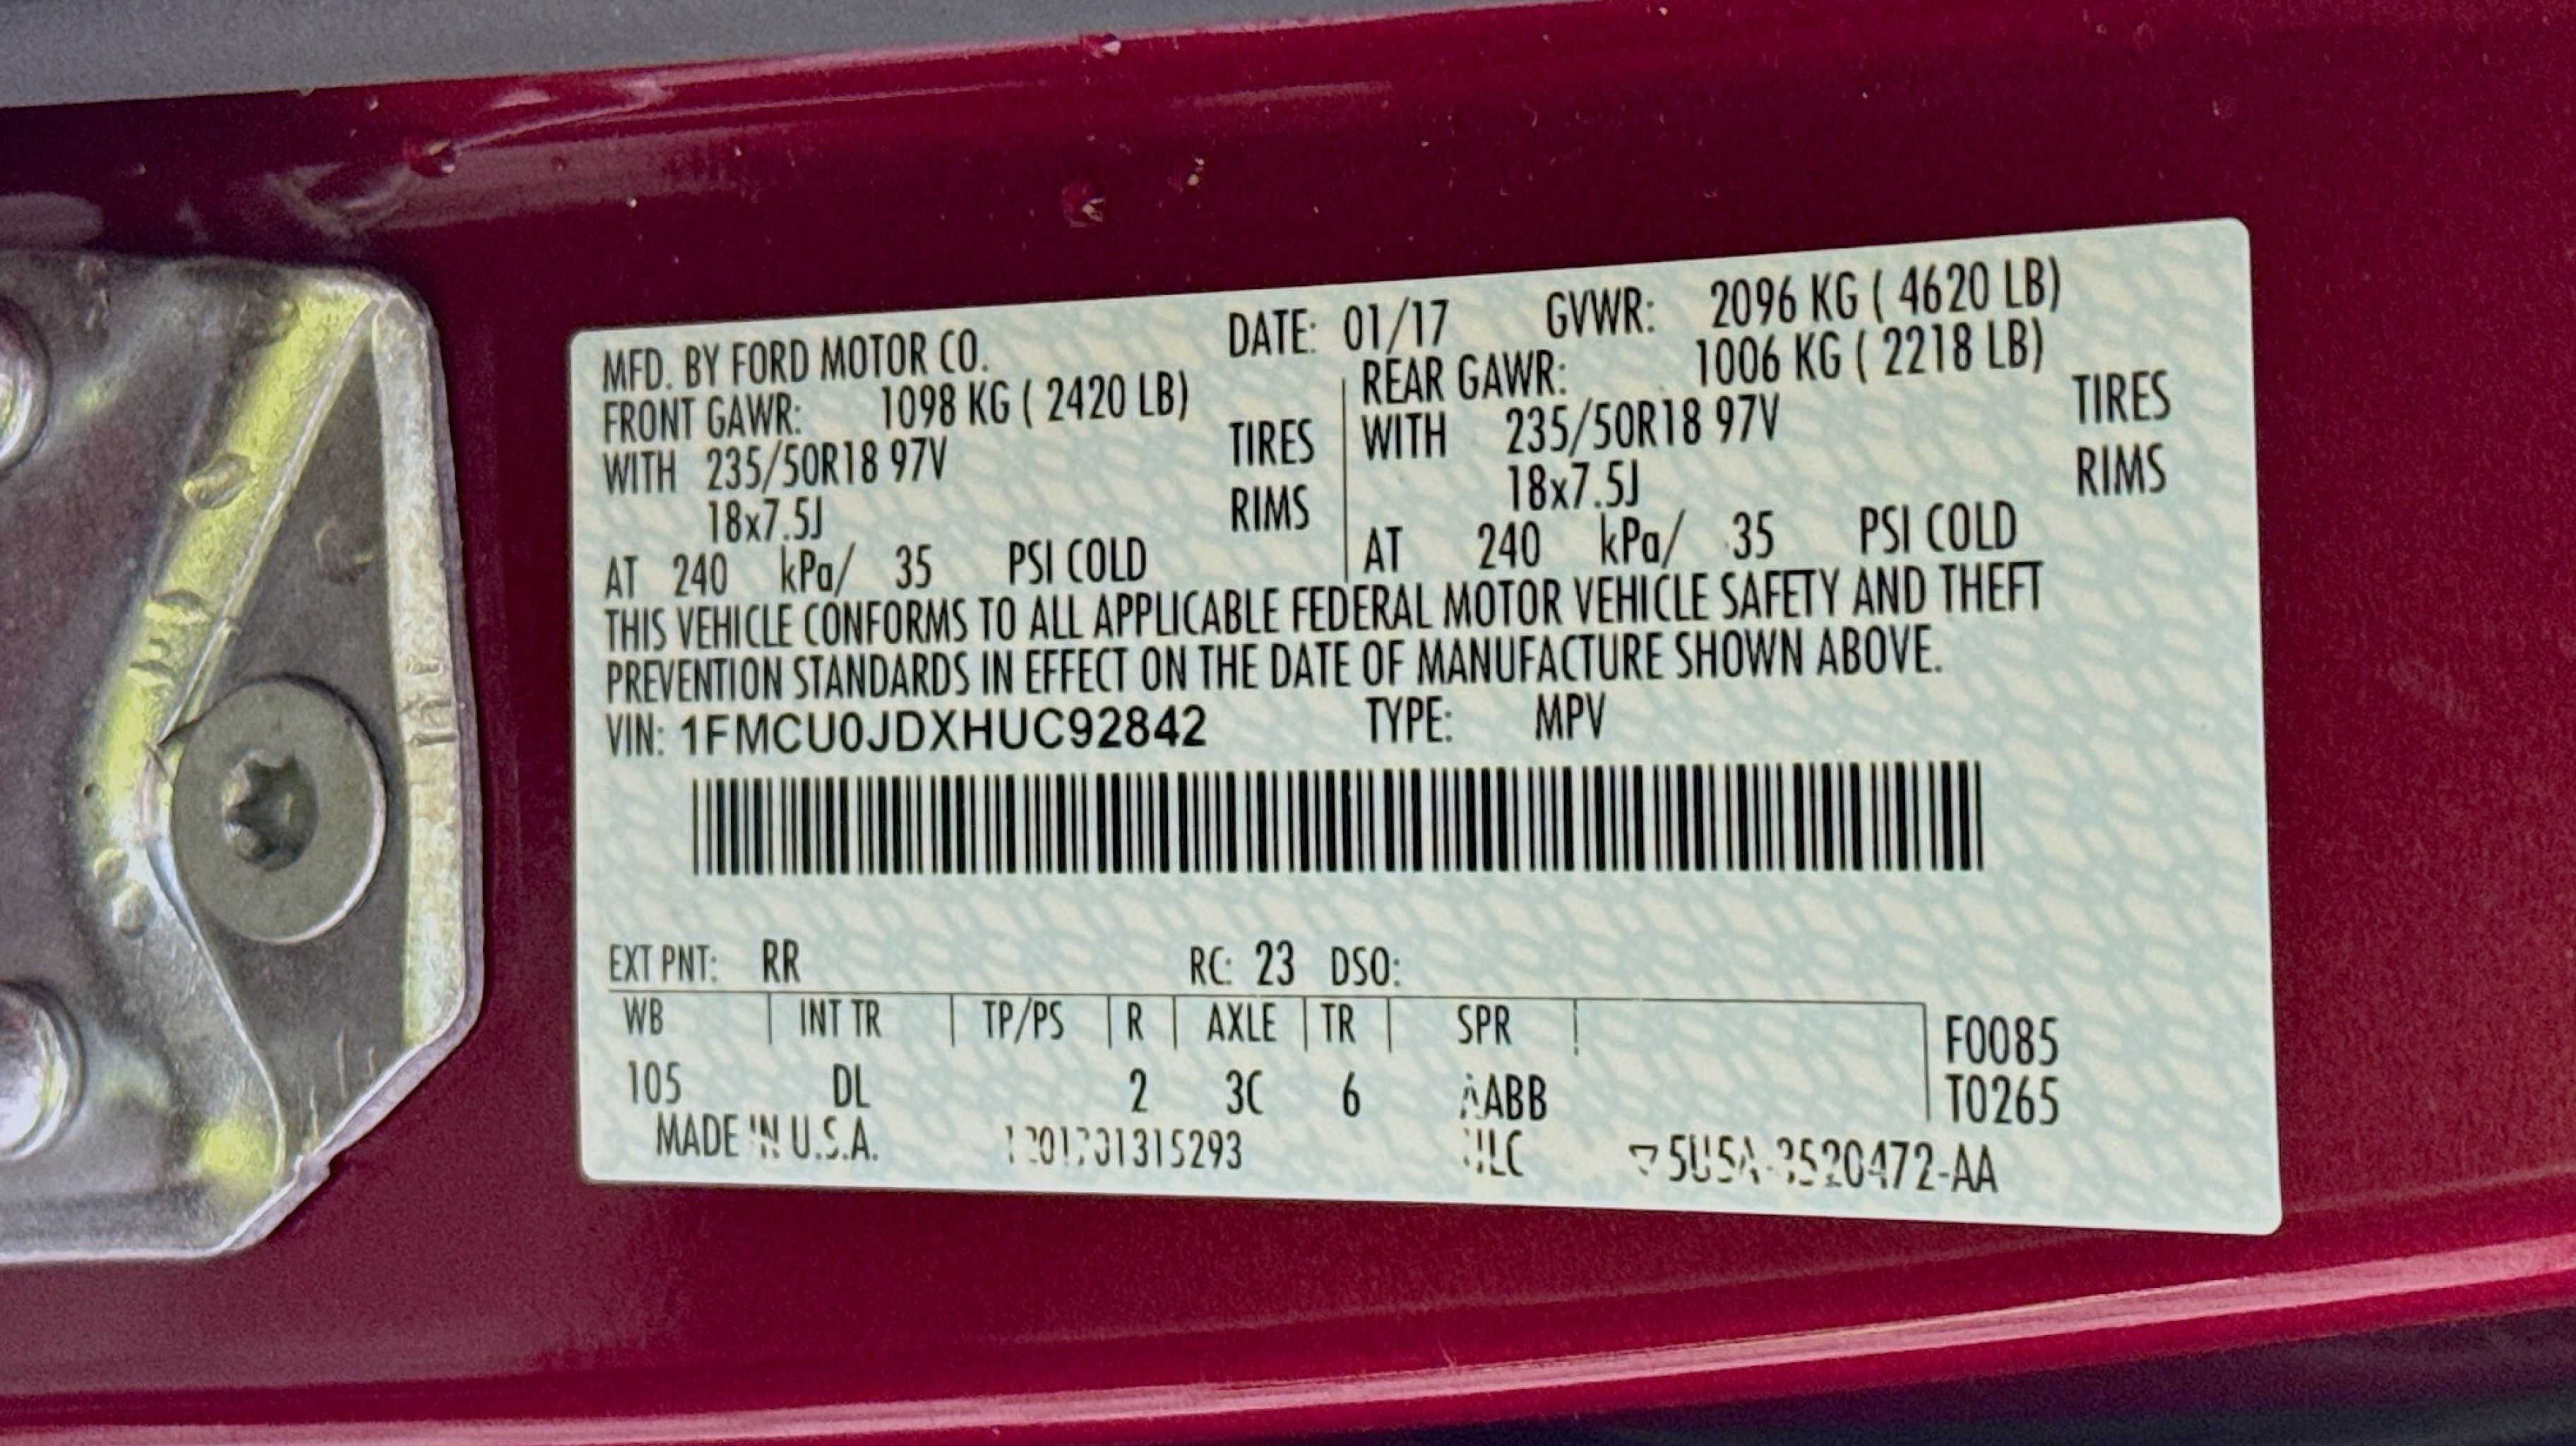 MFD. BY FORD MOTOR CO. DATE: 01/17 GVWR: 2096 KG ( 4620 LB)
FRONT GAWR: 1098 KG ( 2420 LB) REAR GAWR: 1006 KG ( 2218 LB)
WITH 235/50R18 97V TIRES WITH 235/50R18 97V TIRES
18x7.5J RIMS 18x7.5J RIMS
AT 240 kPa/ 35 PSI COLD AT 240 kPa/ 35 PSI COLD
THIS VEHICLE CONFORMS TO ALL APPLICABLE FEDERAL MOTOR VEHICLE SAFETY AND THEFT
PREVENTION STANDARDS IN EFFECT ON THE DATE OF MANUFACTURE SHOWN ABOVE.
VIN: 1FMCU0JDXHUC92842 TYPE: MPV
EXT PNT: RR RC: 23 DSO:
WB INT TR TP/PS R AXLE TR SPR F0085
105 DL 2 3C 6 AABB T0265
MADE IN U.S.A.